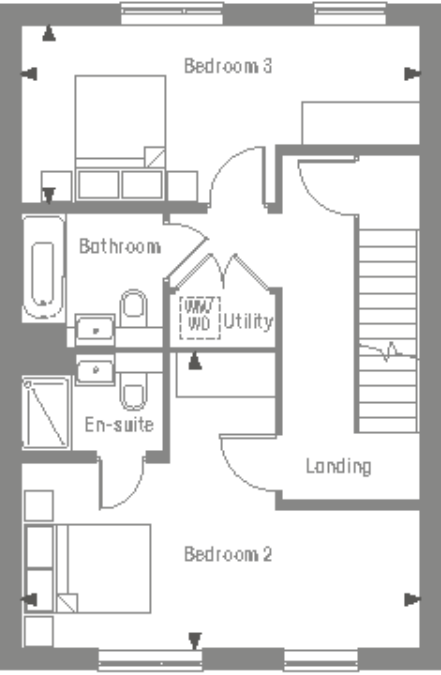 Bedroom 3
Bathroom
WM/
WD
Utility
En-suite
Landing
Bedroom 2